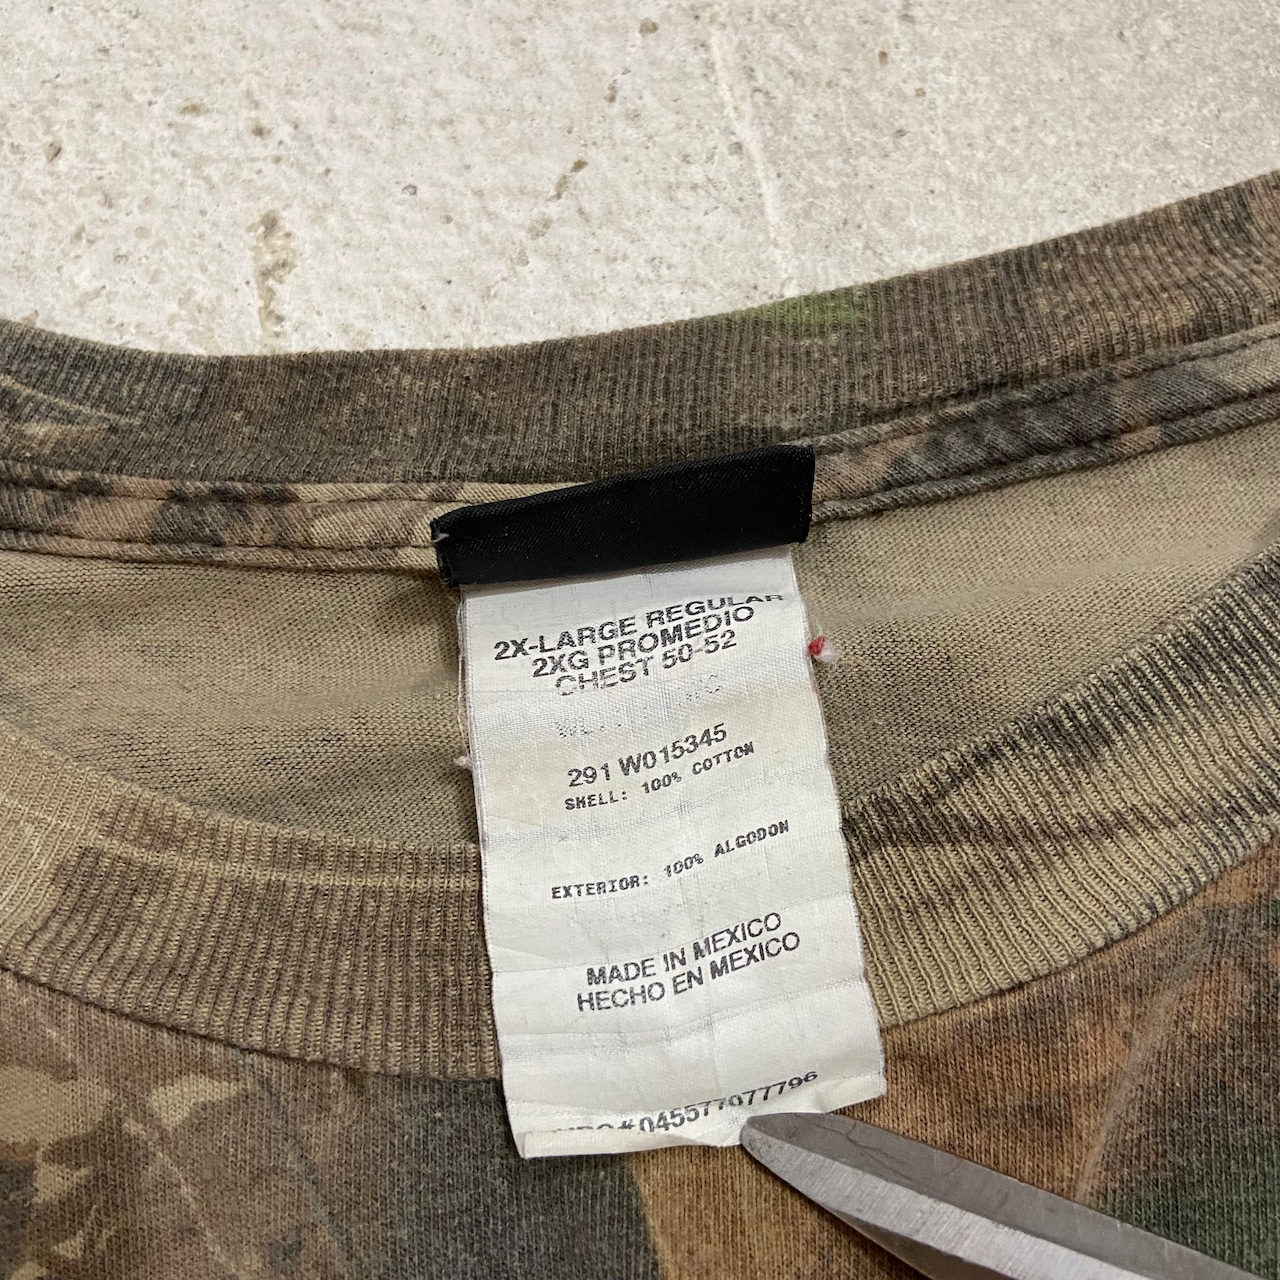 2X-LARGE REGULAR
2XG PROMEDIO
CHEST 50-52
291 W015345
SHELL: 100% COTTON
EXTERIOR: 100% ALGODON
MADE IN MEXICO
HECHO EN MEXICO
#045577077796